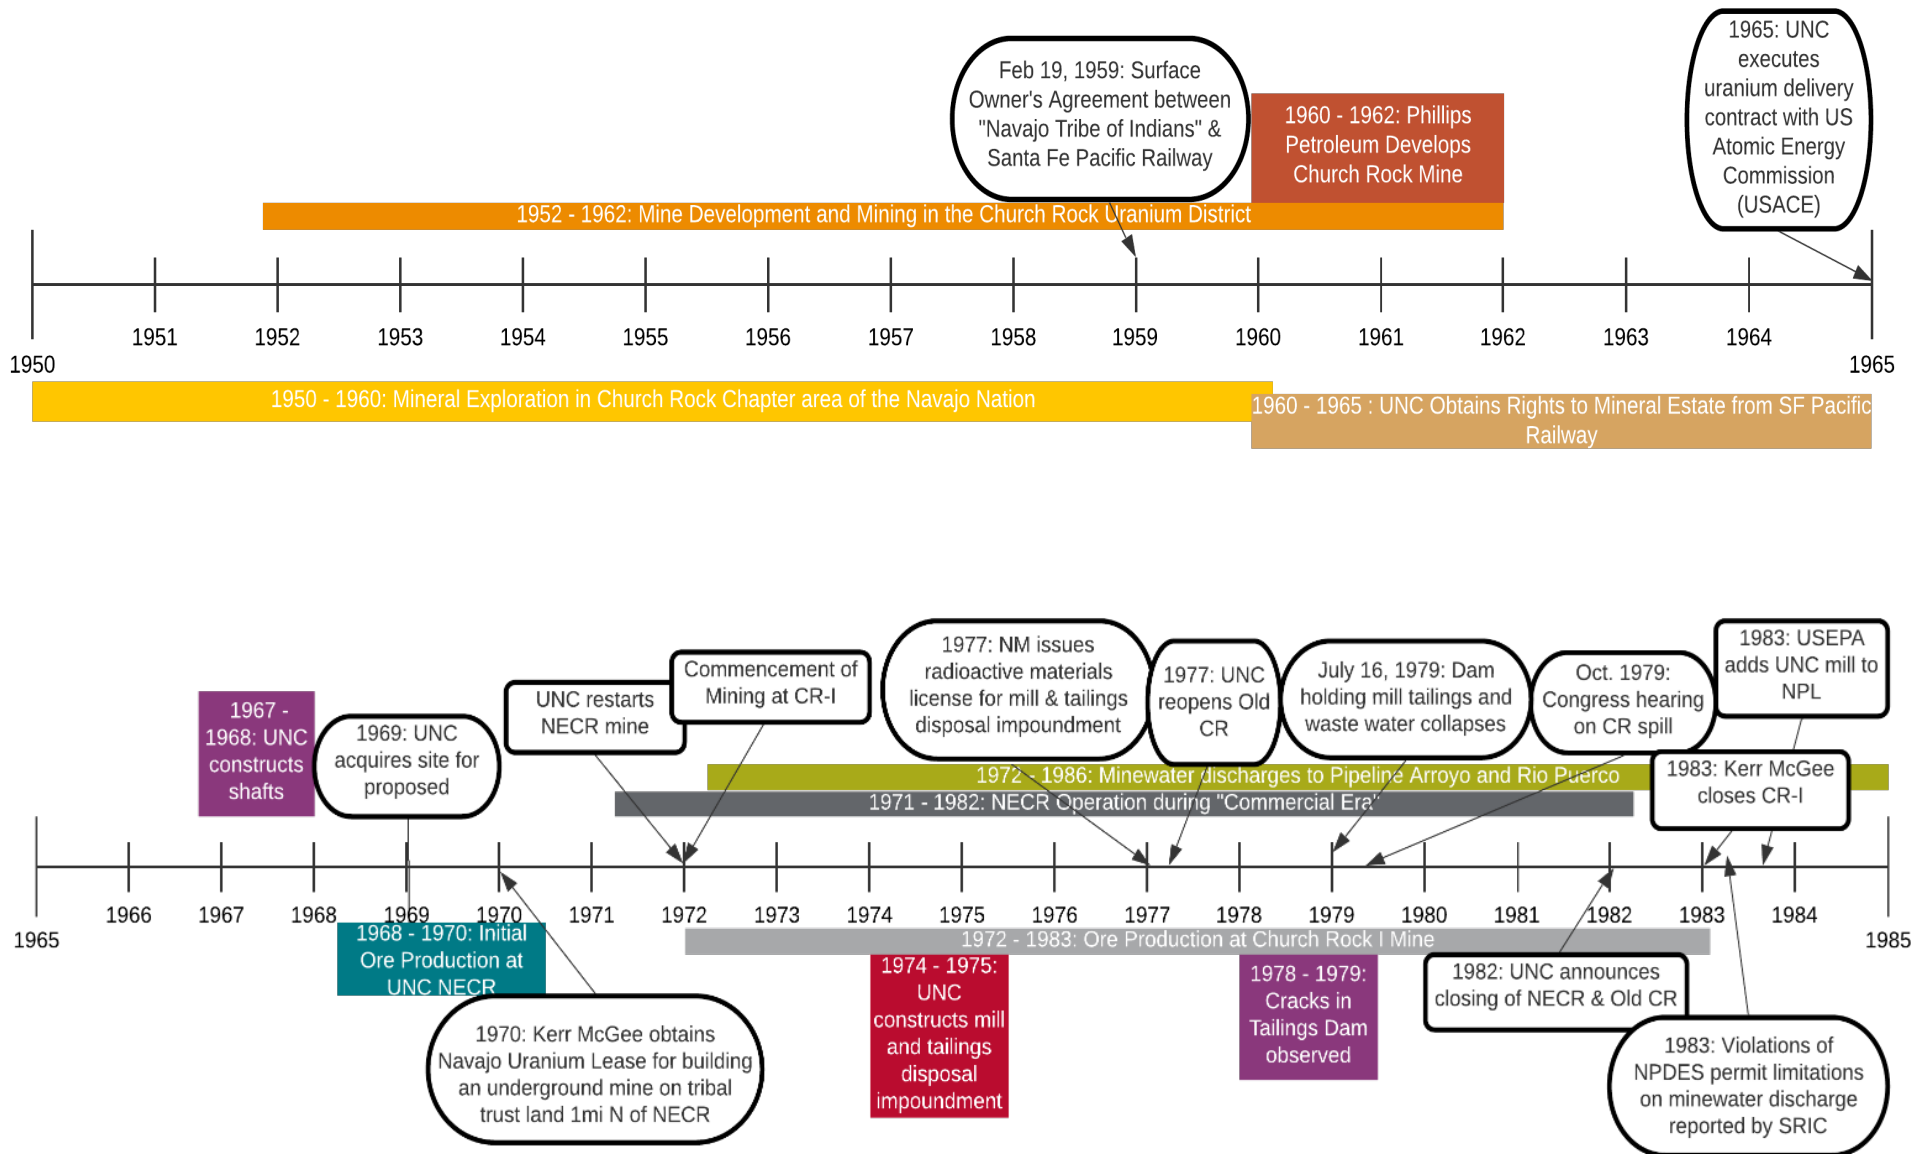 Feb 19, 1959: Surface
Owner's Agreement between
"Navajo Tribe of Indians" &
Santa Fe Pacific Railway
1960 - 1962: Phillips
Petroleum Develops
Church Rock Mine
1965: UNC
executes
uranium delivery
contract with US
Atomic Energy
Commission
(USACE)
1952 - 1962: Mine Development and Mining in the Church Rock Uranium District
1951 1952 1953 1954 1955 1956 1957 1958 1959 1960 1961 1962 1963 1964
1950 1965
1950 - 1960: Mineral Exploration in Church Rock Chapter area of the Navajo Nation
1960 - 1965 : UNC Obtains Rights to Mineral Estate from SF Pacific
Railway
1967 -
1968: UNC
constructs
shafts
1969: UNC
acquires site for
proposed
UNC restarts
NECR mine
Commencement of
Mining at CR-I
1977: NM issues
radioactive materials
license for mill & tailings
disposal impoundment
1977: UNC
reopens Old
CR
July 16, 1979: Dam
holding mill tailings and
waste water collapses
Oct. 1979:
Congress hearing
on CR spill
1983: USEPA
adds UNC mill to
NPL
1983: Kerr McGee
closes CR-I
1972 - 1986: Minewater discharges to Pipeline Arroyo and Rio Puerco
1971 - 1982: NECR Operation during "Commercial Era"
1966 1967 1968 1969 1970 1971 1972 1973 1974 1975 1976 1977 1978 1979 1980 1981 1982 1983 1984
1965 1985
1968 - 1970: Initial
Ore Production at
UNC NECR
1972 - 1983: Ore Production at Church Rock I Mine
1970: Kerr McGee obtains
Navajo Uranium Lease for building
an underground mine on tribal
trust land 1mi N of NECR
1974 - 1975:
UNC
constructs mill
and tailings
disposal
impoundment
1978 - 1979:
Cracks in
Tailings Dam
observed
1982: UNC announces
closing of NECR & Old CR
1983: Violations of
NPDES permit limitations
on minewater discharge
reported by SRIC